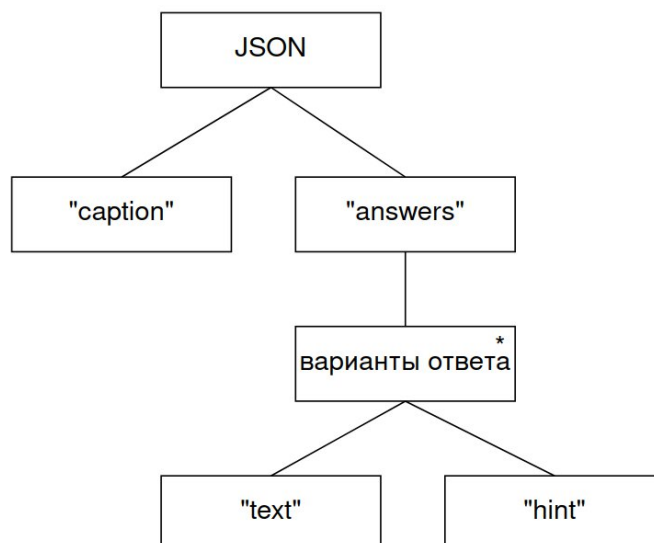 JSON
"caption"
"answers"
*
варианты ответа
"text"
"hint"